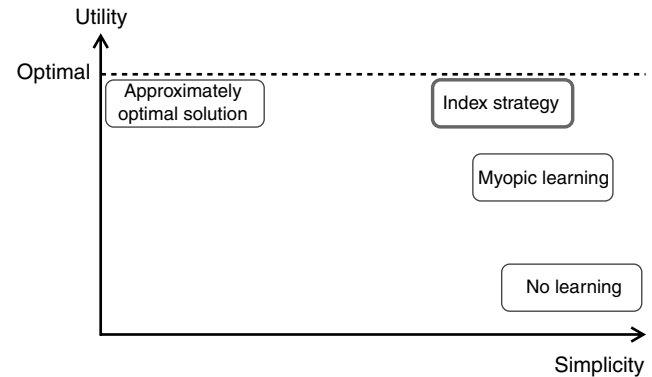 Utility
Optimal
Approximately
optimal solution
Index strategy
Myopic learning
No learning
Simplicity